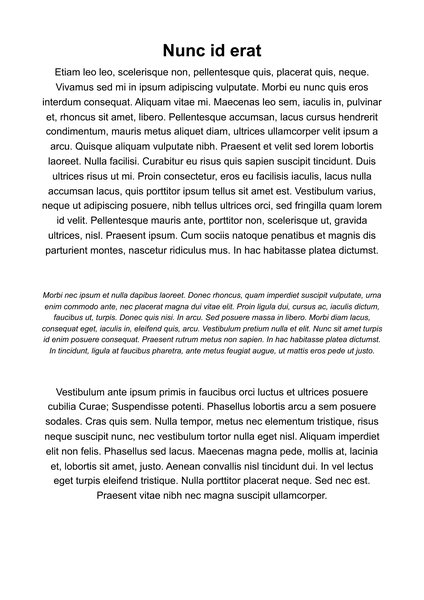 Nunc id erat
Etiam leo leo, scelerisque non, pellentesque quis, placerat quis, neque.
Vivamus sed mi in ipsum adipiscing vulputate. Morbi eu nunc quis eros
interdum consequat. Aliquam vitae mi. Maecenas leo sem, iaculis in, pulvinar
et, rhoncus sit amet, libero. Pellentesque accumsan, lacus cursus hendrerit
condimentum, mauris metus aliquet diam, ultrices ullamcorper velit ipsum a
arcu. Quisque aliquam vulputate nibh. Praesent et velit sed lorem lobortis
laoreet. Nulla facilisi. Curabitur eu risus quis sapien suscipit tincidunt. Duis
ultrices risus ut mi. Proin consectetur, eros eu facilisis iaculis, lacus nulla
accumsan lacus, quis porttitor ipsum tellus sit amet est. Vestibulum varius,
neque ut adipiscing posuere, nibh tellus ultrices orci, sed fringilla quam lorem
id velit. Pellentesque mauris ante, porttitor non, scelerisque ut, gravida
ultrices, nisl. Praesent ipsum. Cum sociis natoque penatibus et magnis dis
parturient montes, nascetur ridiculus mus. In hac habitasse platea dictumst.
Morbi nec ipsum et nulla dapibus laoreet. Donec rhoncus, quam imperdiet suscipit vulputate, urna
enim commodo ante, nec placerat magna dui vitae elit. Proin ligula dui, cursus ac, iaculis dictum,
faucibus ut, turpis. Donec quis nisi. In arcu. Sed posuere massa in libero. Morbi diam lacus,
consequat eget, iaculis in, eleifend quis, arcu. Vestibulum pretium nulla et elit. Nunc sit amet turpis
id enim posuere consequat. Praesent rutrum metus non sapien. In hac habitasse platea dictumst.
In tincidunt, ligula at faucibus pharetra, ante metus feugiat augue, ut mattis eros pede ut justo.
Vestibulum ante ipsum primis in faucibus orci luctus et ultrices posuere
cubilia Curae; Suspendisse potenti. Phasellus lobortis arcu a sem posuere
sodales. Cras quis sem. Nulla tempor, metus nec elementum tristique, risus
neque suscipit nunc, nec vestibulum tortor nulla eget nisl. Aliquam imperdiet
elit non felis. Phasellus sed lacus. Maecenas magna pede, mollis at, lacinia
et, lobortis sit amet, justo. Aenean convallis nisl tincidunt dui. In vel lectus
eget turpis eleifend tristique. Nulla porttitor placerat neque. Sed nec est.
Praesent vitae nibh nec magna suscipit ullamcorper.